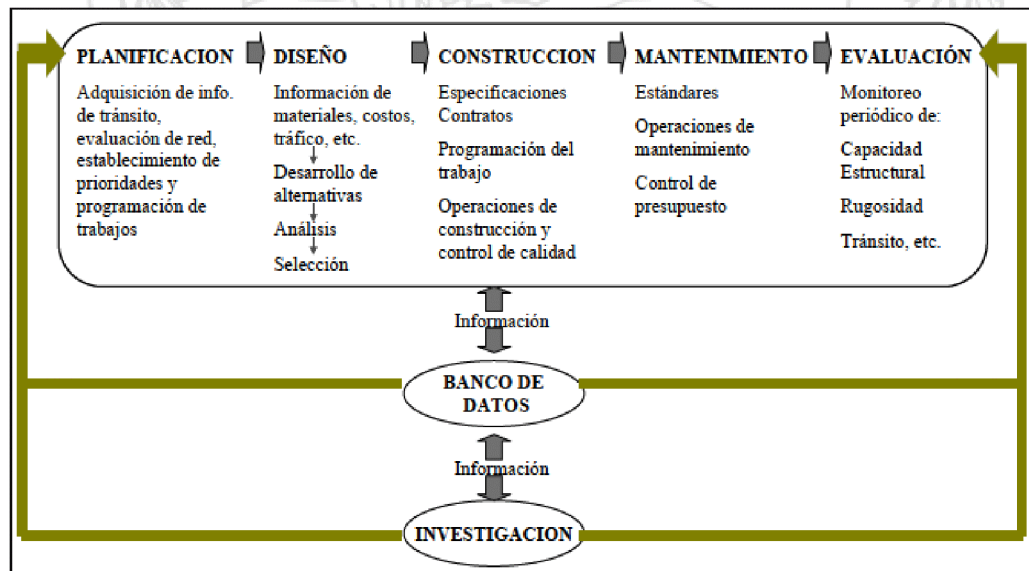 PLANIFICACION
Adquisición de info.
de tránsito,
evaluación de red,
establecimiento de
prioridades y
programación de
trabajos
DISEÑO
Información de
materiales, costos,
tráfico, etc.
Desarrollo de
alternativas
Análisis
Selección
CONSTRUCCION
Especificaciones
Contratos
Programación del
trabajo
Operaciones de
construcción y
control de calidad
MANTENIMIENTO
Estándares
Operaciones de
mantenimiento
Control de
presupuesto
EVALUACIÓN
Monitoreo
periódico de:
Capacidad
Estructural
Rugosidad
Tránsito, etc.
Información
BANCO DE
DATOS
Información
INVESTIGACION